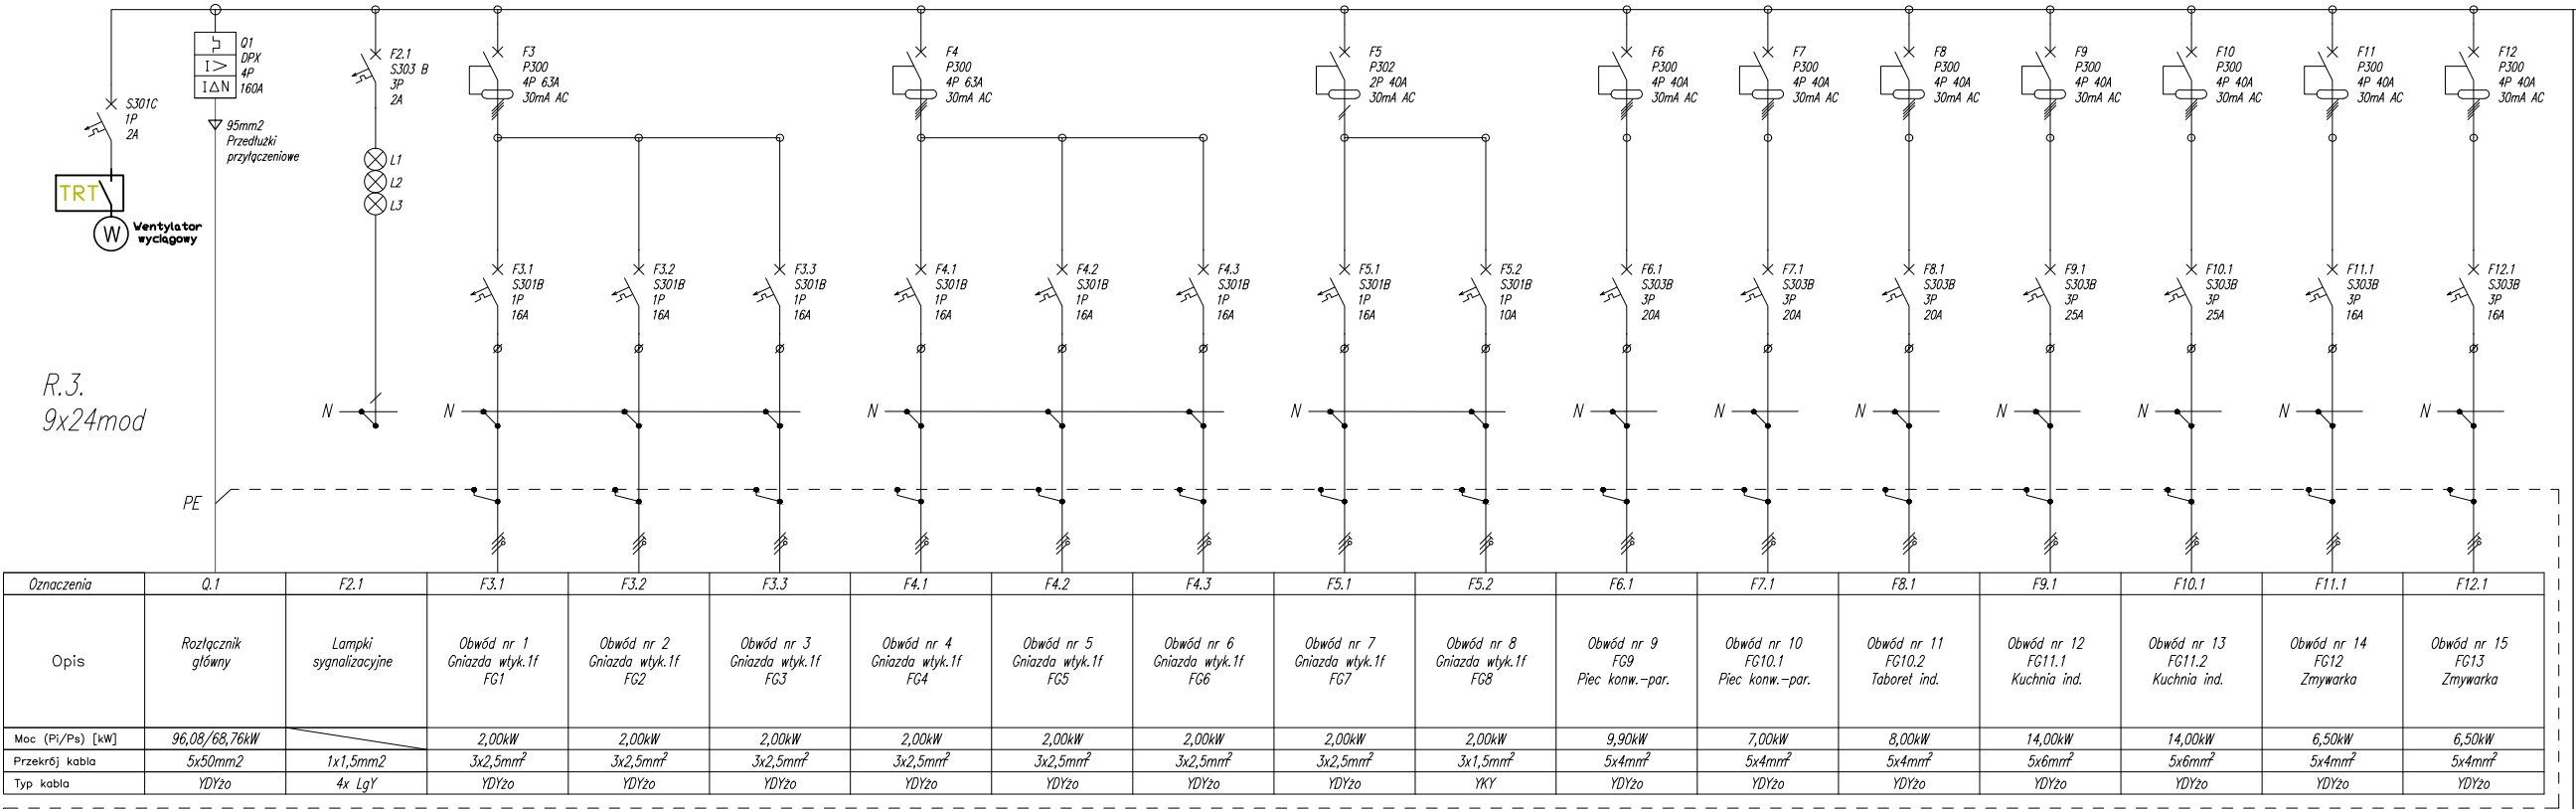 S301C
1P
2A
TRT
W
Wentylator
wyciągowy
Q1
DPX
4P
160A
I>
I∆N
95mm2
Przedłużki
przyłączeniowe
F2.1
S303 B
3P
2A
L1
L2
L3
F3
P300
4P 63A
30mA AC
F4
P300
4P 63A
30mA AC
F5
P302
2P 40A
30mA AC
F6
P300
4P 40A
30mA AC
F7
P300
4P 40A
30mA AC
F8
P300
4P 40A
30mA AC
F9
P300
4P 40A
30mA AC
F10
P300
4P 40A
30mA AC
F11
P300
4P 40A
30mA AC
F12
P300
4P 40A
30mA AC
F3.1
S301B
1P
16A
F3.2
S301B
1P
16A
F3.3
S301B
1P
16A
F4.1
S301B
1P
16A
F4.2
S301B
1P
16A
F4.3
S301B
1P
16A
F5.1
S301B
1P
16A
F5.2
S301B
1P
10A
F6.1
S303B
3P
20A
F7.1
S303B
3P
20A
F8.1
S303B
3P
20A
F9.1
S303B
3P
25A
F10.1
S303B
3P
25A
F11.1
S303B
3P
16A
F12.1
S303B
3P
16A
R.3.
9x24mod
N N N N N N N N N N N
PE
Oznaczenia Q.1 F2.1 F3.1 F3.2 F3.3 F4.1 F4.2 F4.3 F5.1 F5.2 F6.1 F7.1 F8.1 F9.1 F10.1 F11.1 F12.1
Opis
Rozłącznik
główny
Lampki
sygnalizacyjne
Obwód nr 1
Gniazda wtyk.1f
FG1
Obwód nr 2
Gniazda wtyk.1f
FG2
Obwód nr 3
Gniazda wtyk.1f
FG3
Obwód nr 4
Gniazda wtyk.1f
FG4
Obwód nr 5
Gniazda wtyk.1f
FG5
Obwód nr 6
Gniazda wtyk.1f
FG6
Obwód nr 7
Gniazda wtyk.1f
FG7
Obwód nr 8
Gniazda wtyk.1f
FG8
Obwód nr 9
FG9
Piec konw.-par.
Obwód nr 10
FG10.1
Piec konw.-par.
Obwód nr 11
FG10.2
Taboret ind.
Obwód nr 12
FG11.1
Kuchnia ind.
Obwód nr 13
FG11.2
Kuchnia ind.
Obwód nr 14
FG12
Zmywarka
Obwód nr 15
FG13
Zmywarka
Moc (Pi/Ps) [kW] 96,08/68,76kW 2,00kW 2,00kW 2,00kW 2,00kW 2,00kW 2,00kW 2,00kW 2,00kW 9,90kW 7,00kW 8,00kW 14,00kW 14,00kW 6,50kW 6,50kW
Przekrój kabla 5x50mm2 1x1,5mm2 3x2,5mm² 3x2,5mm² 3x2,5mm² 3x2,5mm² 3x2,5mm² 3x2,5mm² 3x2,5mm² 3x1,5mm² 5x4mm² 5x4mm² 5x4mm² 5x6mm² 5x6mm² 5x4mm² 5x4mm²
Typ kabla YDYżo 4x LgY YDYżo YDYżo YDYżo YDYżo YDYżo YDYżo YDYżo YKY YDYżo YDYżo YDYżo YDYżo YDYżo YDYżo YDYżo